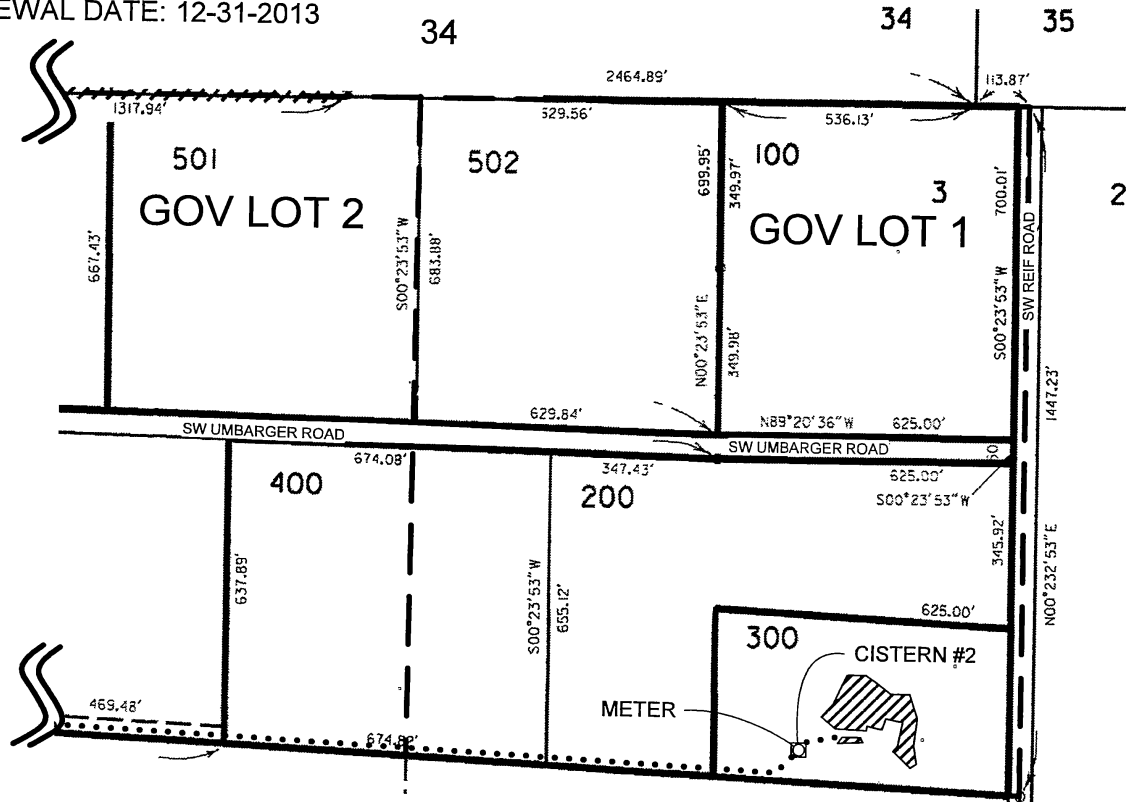 EWAL DATE: 12-31-2013
34
34
35
2464.89'
113.87'
1317.94'
529.56'
536.13'
501
502
100
3
2
GOV LOT 2
GOV LOT 1
699.95'
349.97'
700.01'
SW REIF ROAD
667.43'
S00°23'53"W
683.88'
N00°23'53"E
349.98'
S00°23'53"W
1447.23'
629.84'
N89°20'36"W
625.00'
SW UMBARGER ROAD
SW UMBARGER ROAD
60
674.08'
347.43'
625.00'
S00°23'53"W
400
200
345.92'
N00°232'53"E
637.89'
S00°23'53"W
655.12'
625.00'
300
CISTERN #2
METER
469.48'